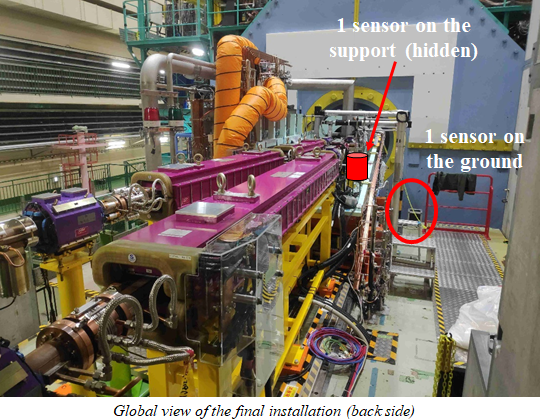 1 sensor on the
support (hidden)
1 sensor on
the ground
Global view of the final installation (back side)